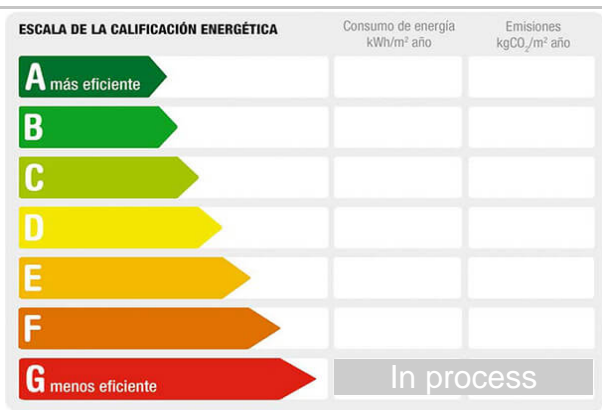 ESCALA DE LA CALIFICACIÓN ENERGÉTICA
Consumo de energía
kWh/m² año
Emisiones
kgCO₂/m² año
A más eficiente
B
C
D
E
F
G menos eficiente
In process